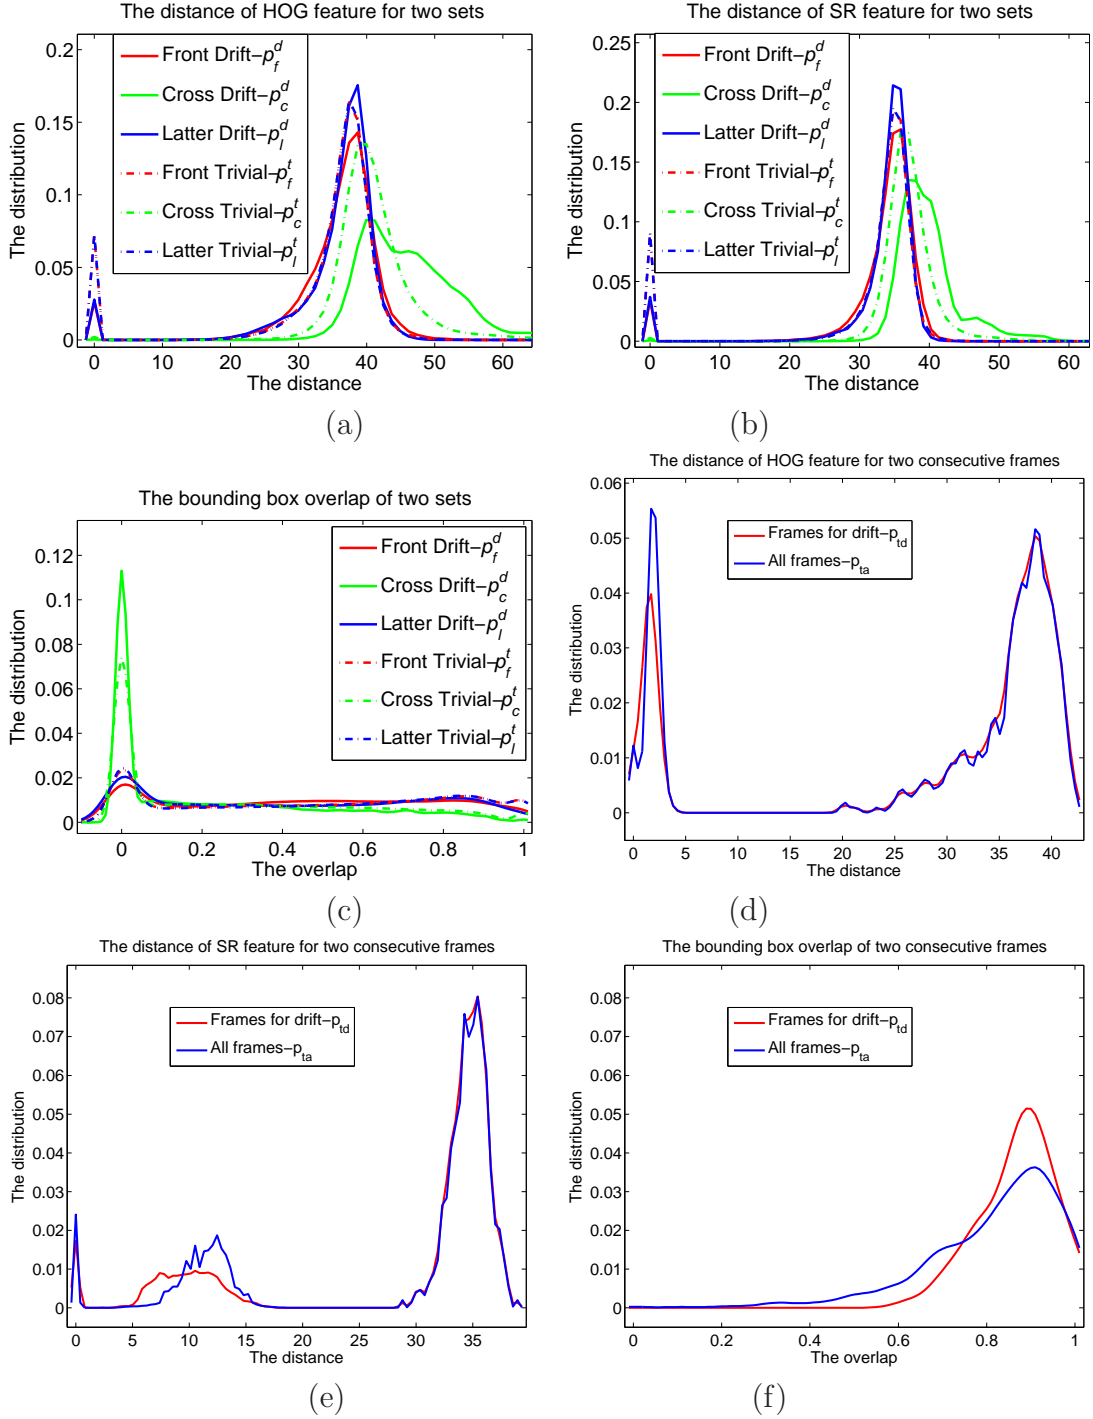 The distance of HOG feature for two sets
0.2
0.15
0.1
0.05
0
The distribution
Front Drift−p_f^d
Cross Drift−p_c^d
Latter Drift−p_l^d
Front Trivial−p_f^t
Cross Trivial−p_c^t
Latter Trivial−p_l^t
0 10 20 30 40 50 60
The distance
(a)
The distance of SR feature for two sets
0.25
0.2
0.15
0.1
0.05
0
The distribution
Front Drift−p_f^d
Cross Drift−p_c^d
Latter Drift−p_l^d
Front Trivial−p_f^t
Cross Trivial−p_c^t
Latter Trivial−p_l^t
0 10 20 30 40 50 60
The distance
(b)
The bounding box overlap of two sets
0.12
0.1
0.08
0.06
0.04
0.02
0
The distribution
Front Drift−p_f^d
Cross Drift−p_c^d
Latter Drift−p_l^d
Front Trivial−p_f^t
Cross Trivial−p_c^t
Latter Trivial−p_l^t
0 0.2 0.4 0.6 0.8 1
The overlap
(c)
The distance of HOG feature for two consecutive frames
0.06
0.05
0.04
0.03
0.02
0.01
0
The distribution
Frames for drift−p_td
All frames−p_ta
0 5 10 15 20 25 30 35 40
The distance
(d)
The distance of SR feature for two consecutive frames
0.08
0.07
0.06
0.05
0.04
0.03
0.02
0.01
0
The distribution
Frames for drift−p_td
All frames−p_ta
0 5 10 15 20 25 30 35
The distance
(e)
The bounding box overlap of two consecutive frames
0.08
0.07
0.06
0.05
0.04
0.03
0.02
0.01
0
The distribution
Frames for drift−p_td
All frames−p_ta
0 0.2 0.4 0.6 0.8 1
The overlap
(f)